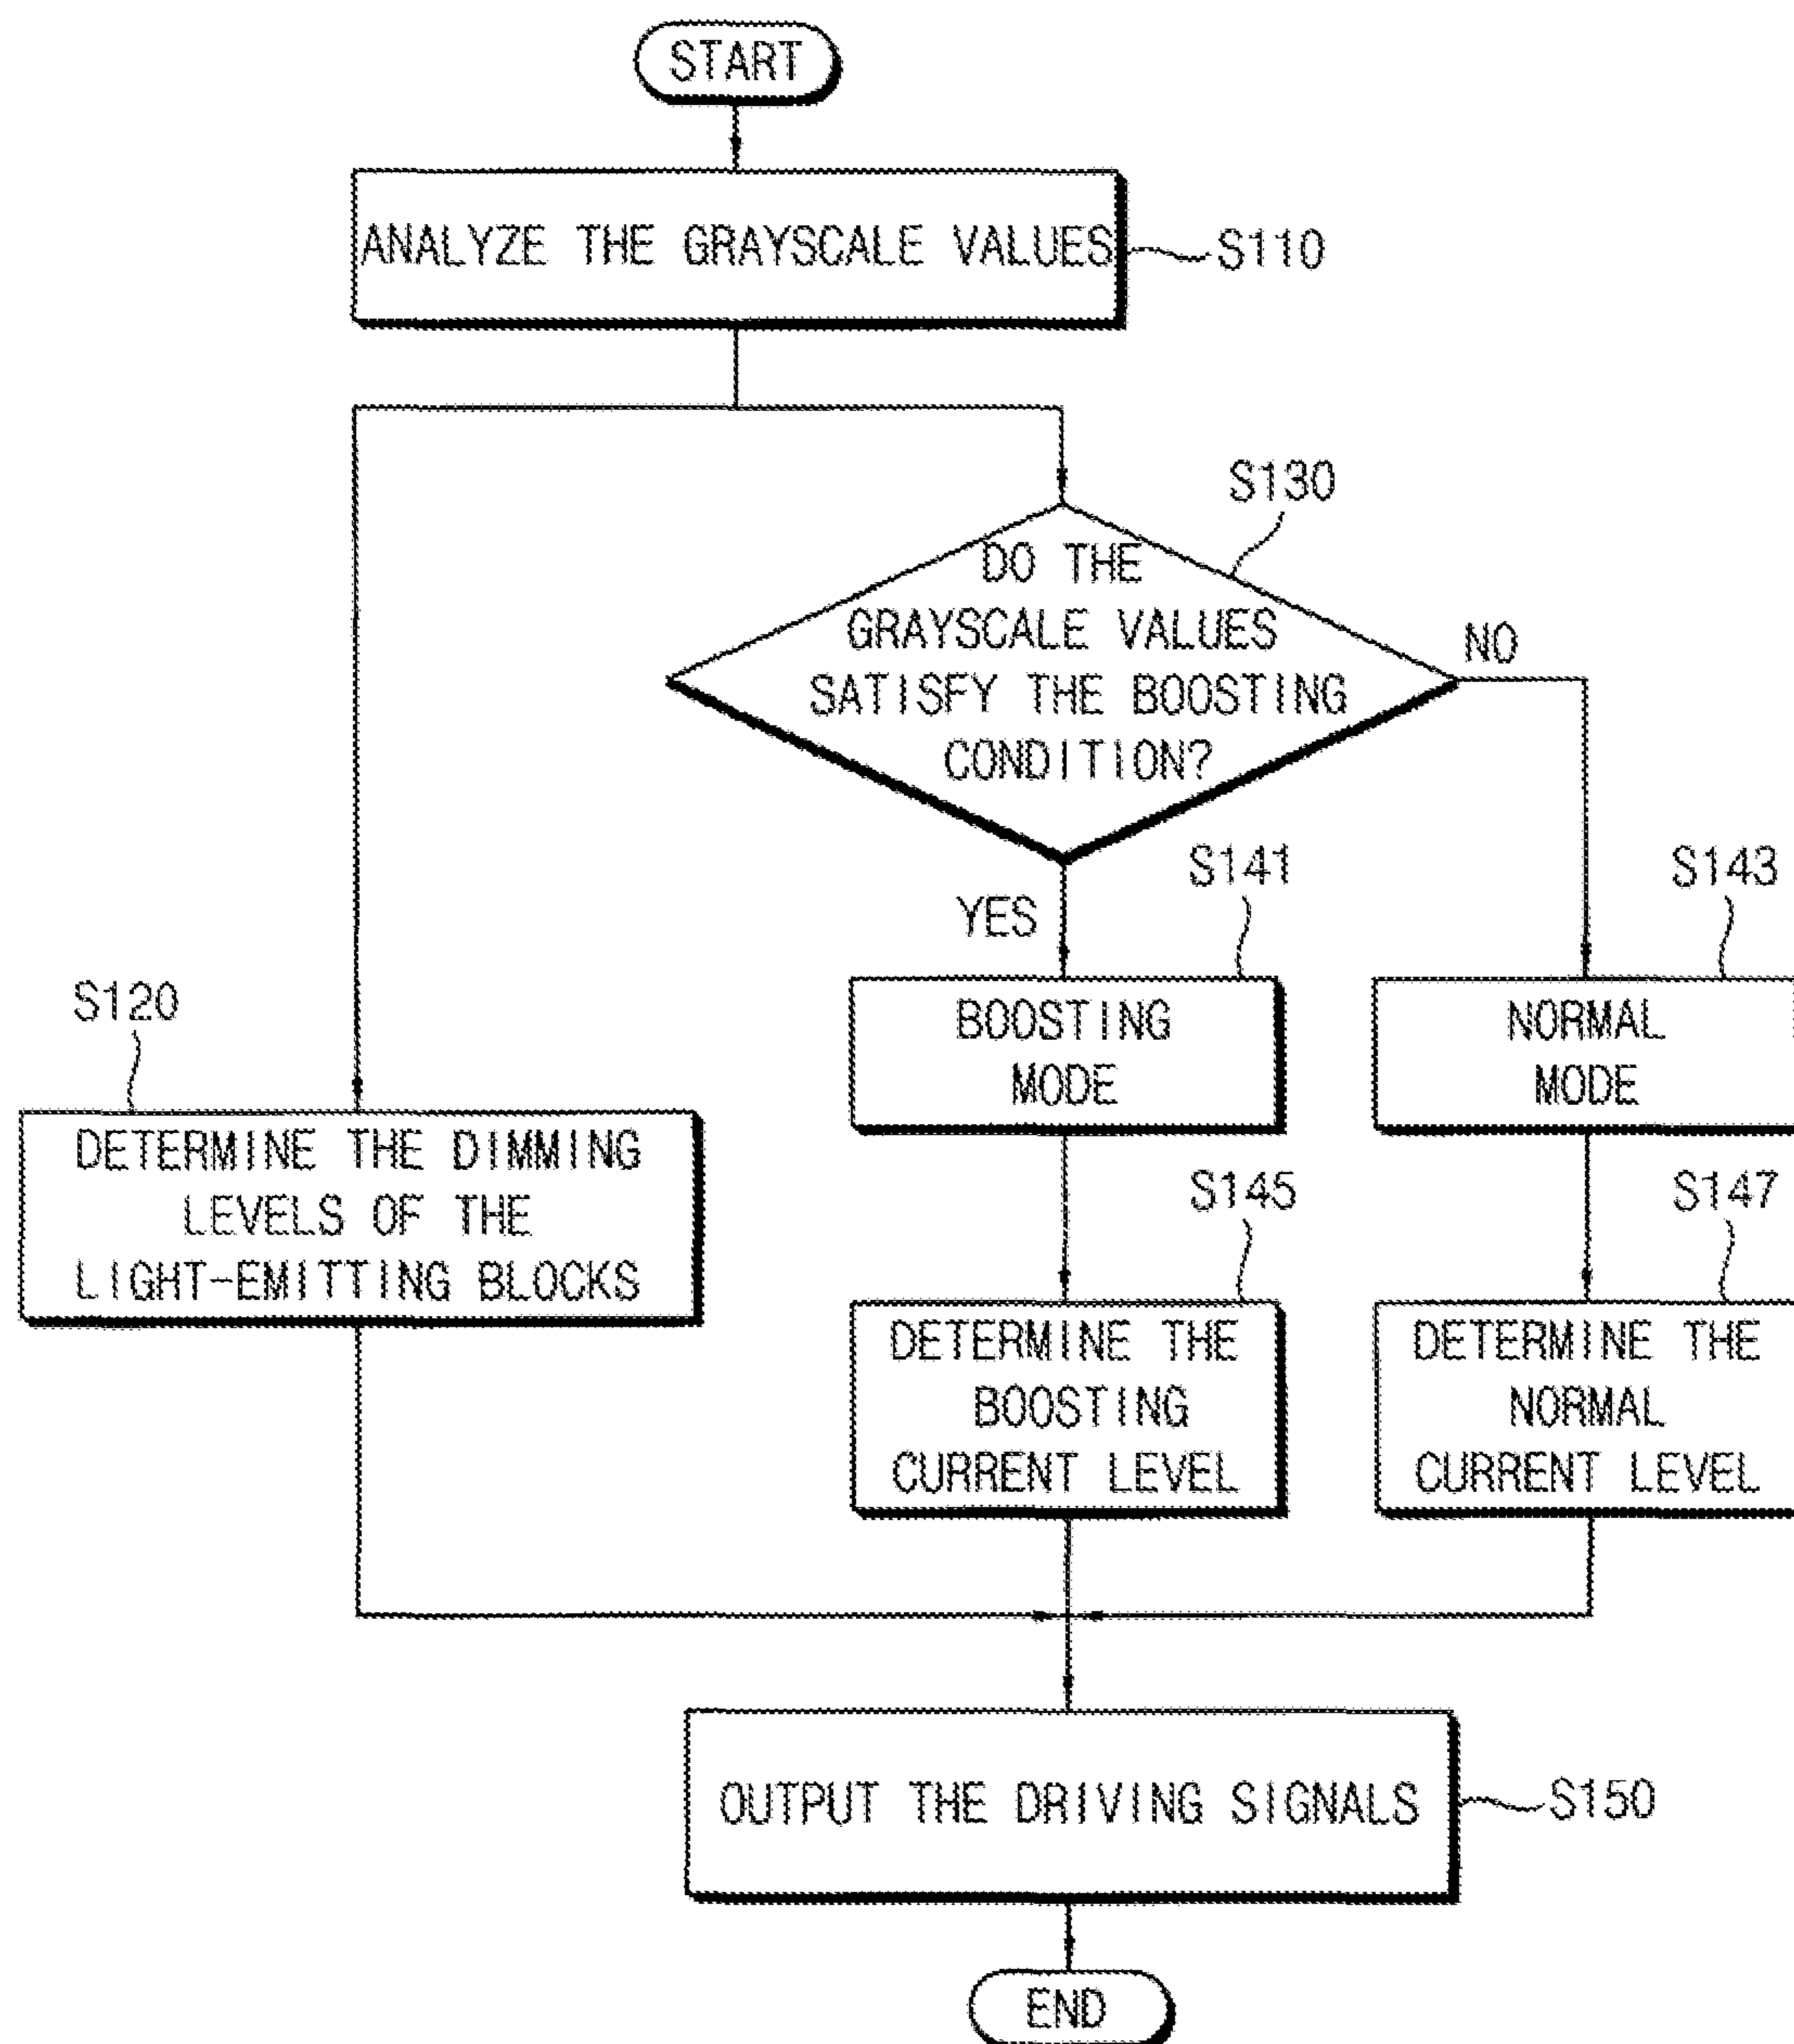 START
ANALYZE THE GRAYSCALE VALUES
S110
S130
DO THE
GRAYSCALE VALUES
SATISFY THE BOOSTING
CONDITION?
NO
YES
S141
S143
BOOSTING
MODE
NORMAL
MODE
S120
DETERMINE THE DIMMING
LEVELS OF THE
LIGHT-EMITTING BLOCKS
S145
S147
DETERMINE THE
BOOSTING
CURRENT LEVEL
DETERMINE THE
NORMAL
CURRENT LEVEL
OUTPUT THE DRIVING SIGNALS
S150
END